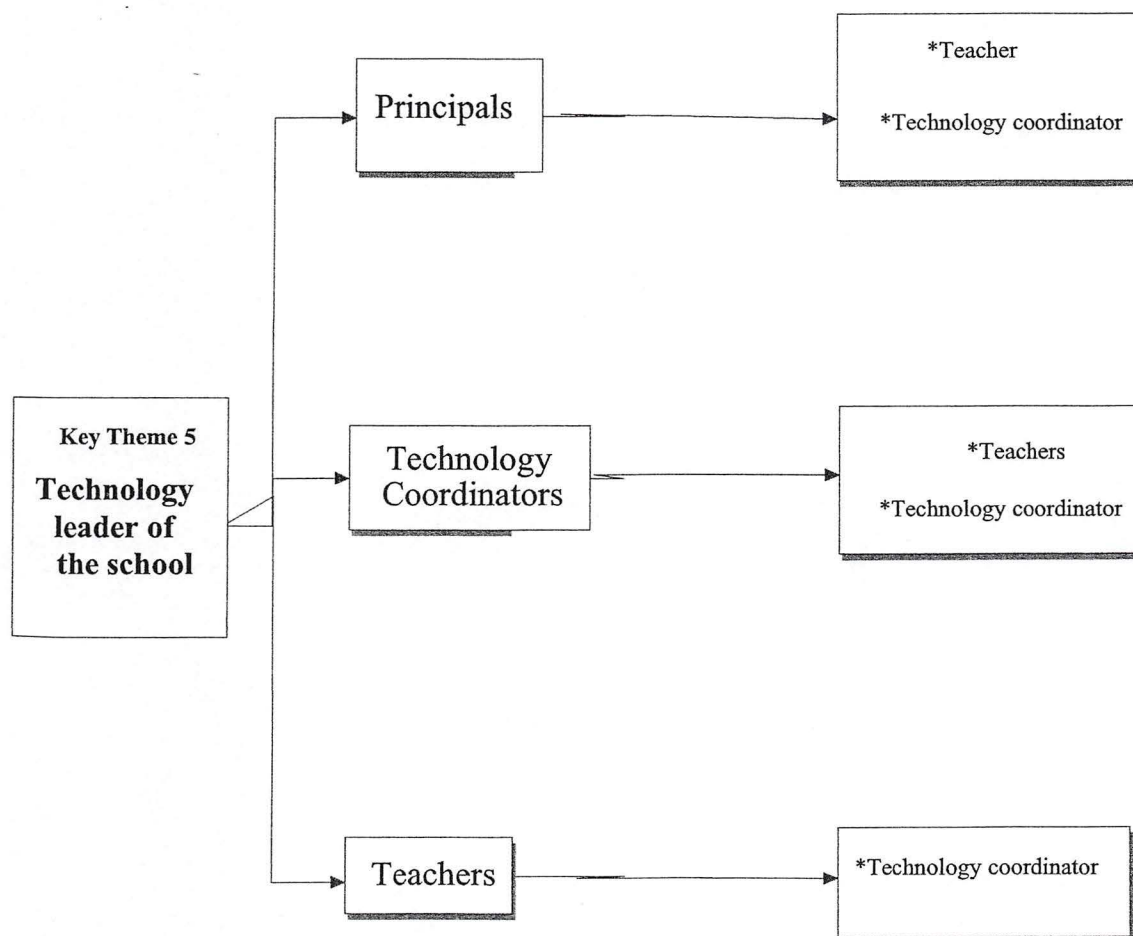 Principals
*Teacher
*Technology coordinator
Key Theme 5
Technology
leader of
the school
Technology
Coordinators
*Teachers
*Technology coordinator
Teachers
*Technology coordinator